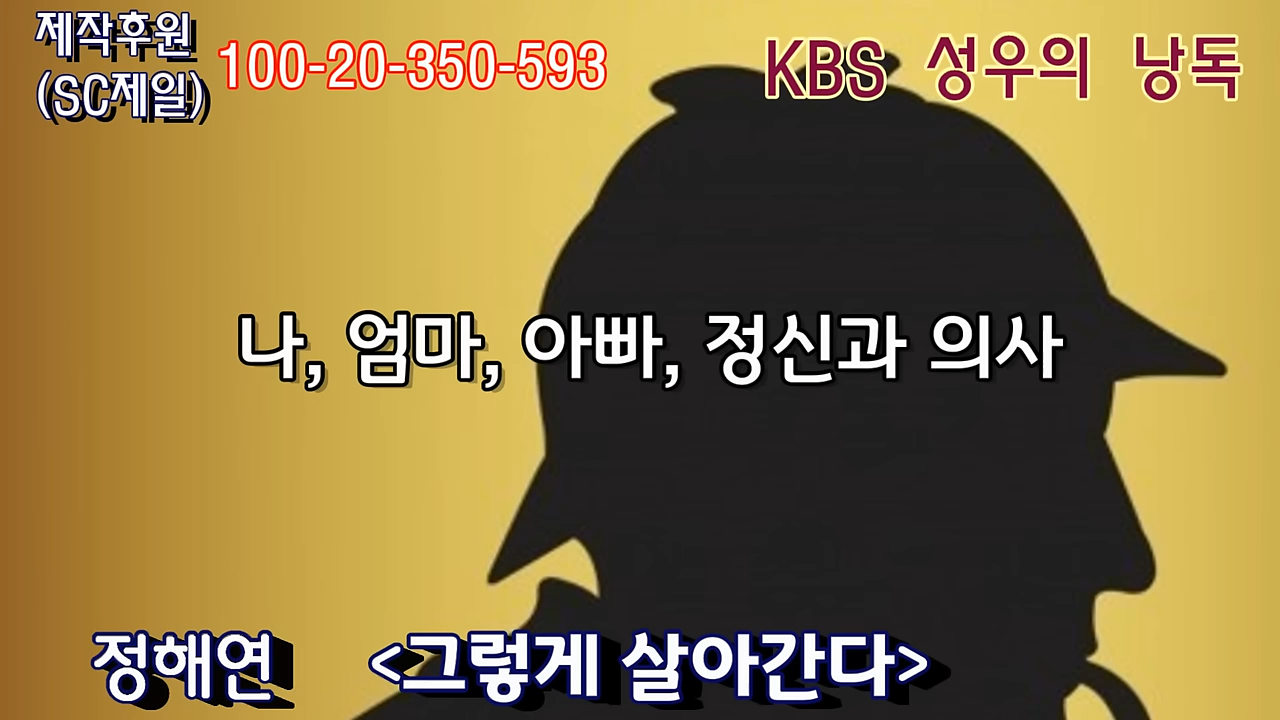 제작후원
(SC제일)
100-20-350-593
KBS 성우의 낭독
나, 엄마, 아빠, 정신과 의사
정해연 <그렇게 살아간다>